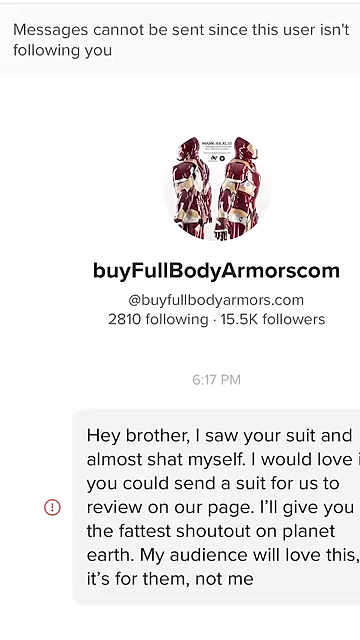 Messages cannot be sent since this user isn't
following you
MARK 46 XLVI
buyFullBodyArmorscom
@buyfullbodyarmors.com
2810 following · 15.5K followers
6:17 PM
Hey brother, I saw your suit and
almost shat myself. I would love i
you could send a suit for us to
review on our page. I'll give you
the fattest shoutout on planet
earth. My audience will love this,
it's for them, not me